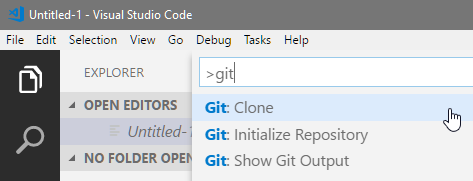 Untitled-1 - Visual Studio Code
File Edit Selection View Go Debug Tasks Help
EXPLORER
>git
OPEN EDITORS
Git: Clone
Untitled-1
Git: Initialize Repository
NO FOLDER OPEN
Git: Show Git Output